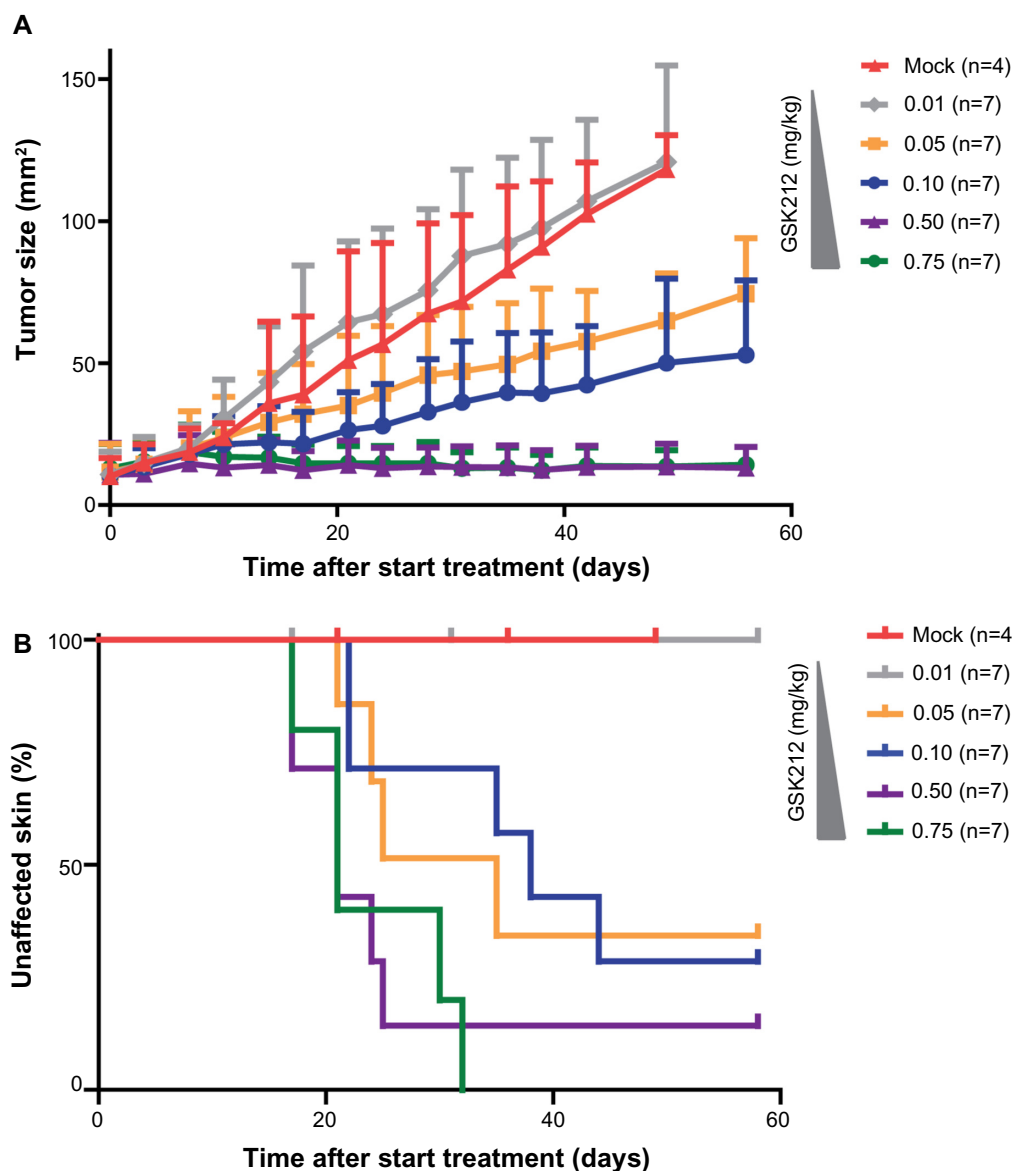 A
Tumor size (mm²)
150
100
50
0
0
20
40
60
Time after start treatment (days)
GSK212 (mg/kg)
Mock (n=4)
0.01 (n=7)
0.05 (n=7)
0.10 (n=7)
0.50 (n=7)
0.75 (n=7)
B
Unaffected skin (%)
100
50
0
0
20
40
60
Time after start treatment (days)
GSK212 (mg/kg)
Mock (n=4
0.01 (n=7)
0.05 (n=7)
0.10 (n=7)
0.50 (n=7)
0.75 (n=7)